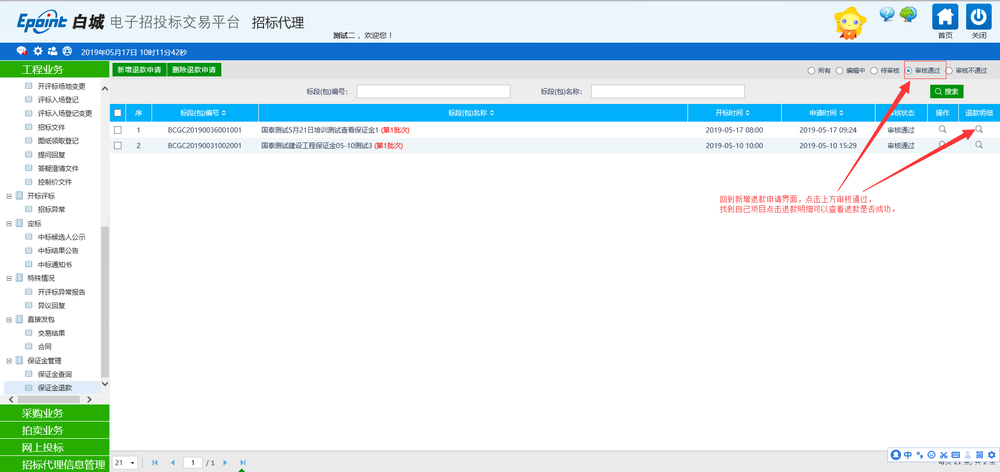 Epoint 白城 电子招投标交易平台 招标代理
测试二，欢迎您！
首页 关闭
2019年05月17日 10时11分42秒
工程业务
新增退款申请 删除退款申请
所有 编辑中 待审核 审核通过 审核不通过
标段(包)编号： 标段(包)名称： 搜索
序 标段(包)编号 标段(包)名称 开标时间 申请时间 审核状态 操作 退款明细
1 BCGC20190036001001 国泰测试5月21日培训测试查看保证金1 (第1批次) 2019-05-17 08:00 2019-05-17 09:24 审核通过
2 BCGC20190031002001 国泰测试建设工程保证金05-10测试3 (第1批次) 2019-05-10 10:00 2019-05-10 15:29 审核通过
回到新增退款申请界面，点击上方审核通过，
找到自己项目点击退款明细可以查看退款是否成功。
开评标场地变更
评标入场登记
评标入场登记变更
招标文件
图纸领取登记
提问回复
答疑澄清文件
控制价文件
开标评标
招标异常
定标
中标候选人公示
中标结果公告
中标通知书
特殊情况
开评标异常报告
异议回复
直接发包
交易结果
合同
保证金管理
保证金查询
保证金退款
采购业务
拍卖业务
网上投标
招标代理信息管理
21 1 / 1
中 简
每页 21 条, 共 2 条